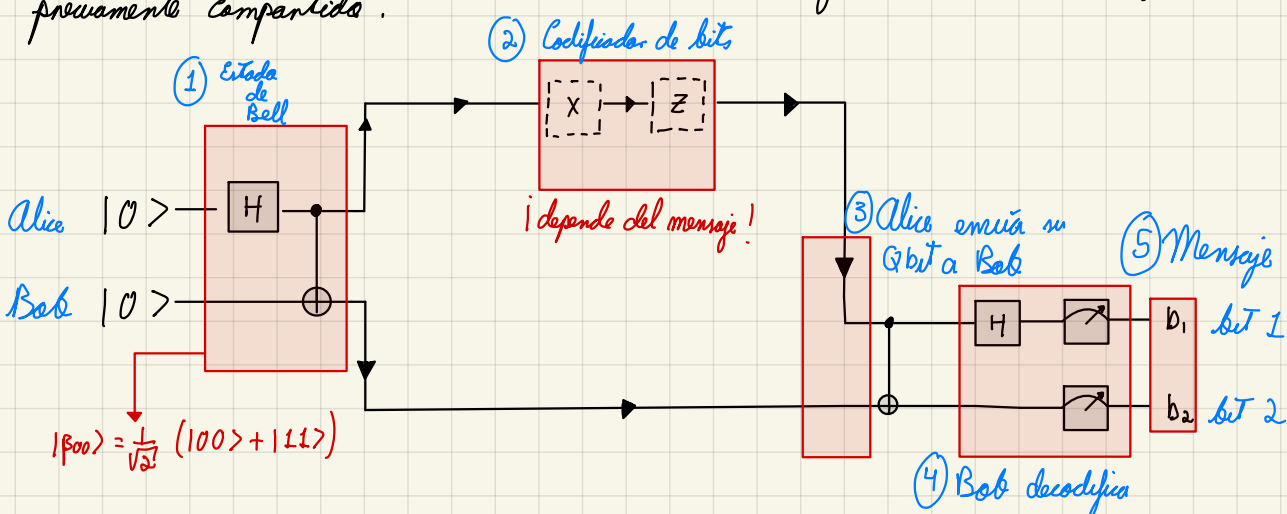 previamente compartido.
② Codificador de bits
① Estado
de
Bell
X Z
H
Alice |0>
¡depende del mensaje!
③ Alice envía su
Qbit a Bob
⑤ Mensaje
Bob |0>
H b₁ bit 1
b₂ bit 2
|β₀₀> = 1/√2 (|00> + |11>)
④ Bob decodifica